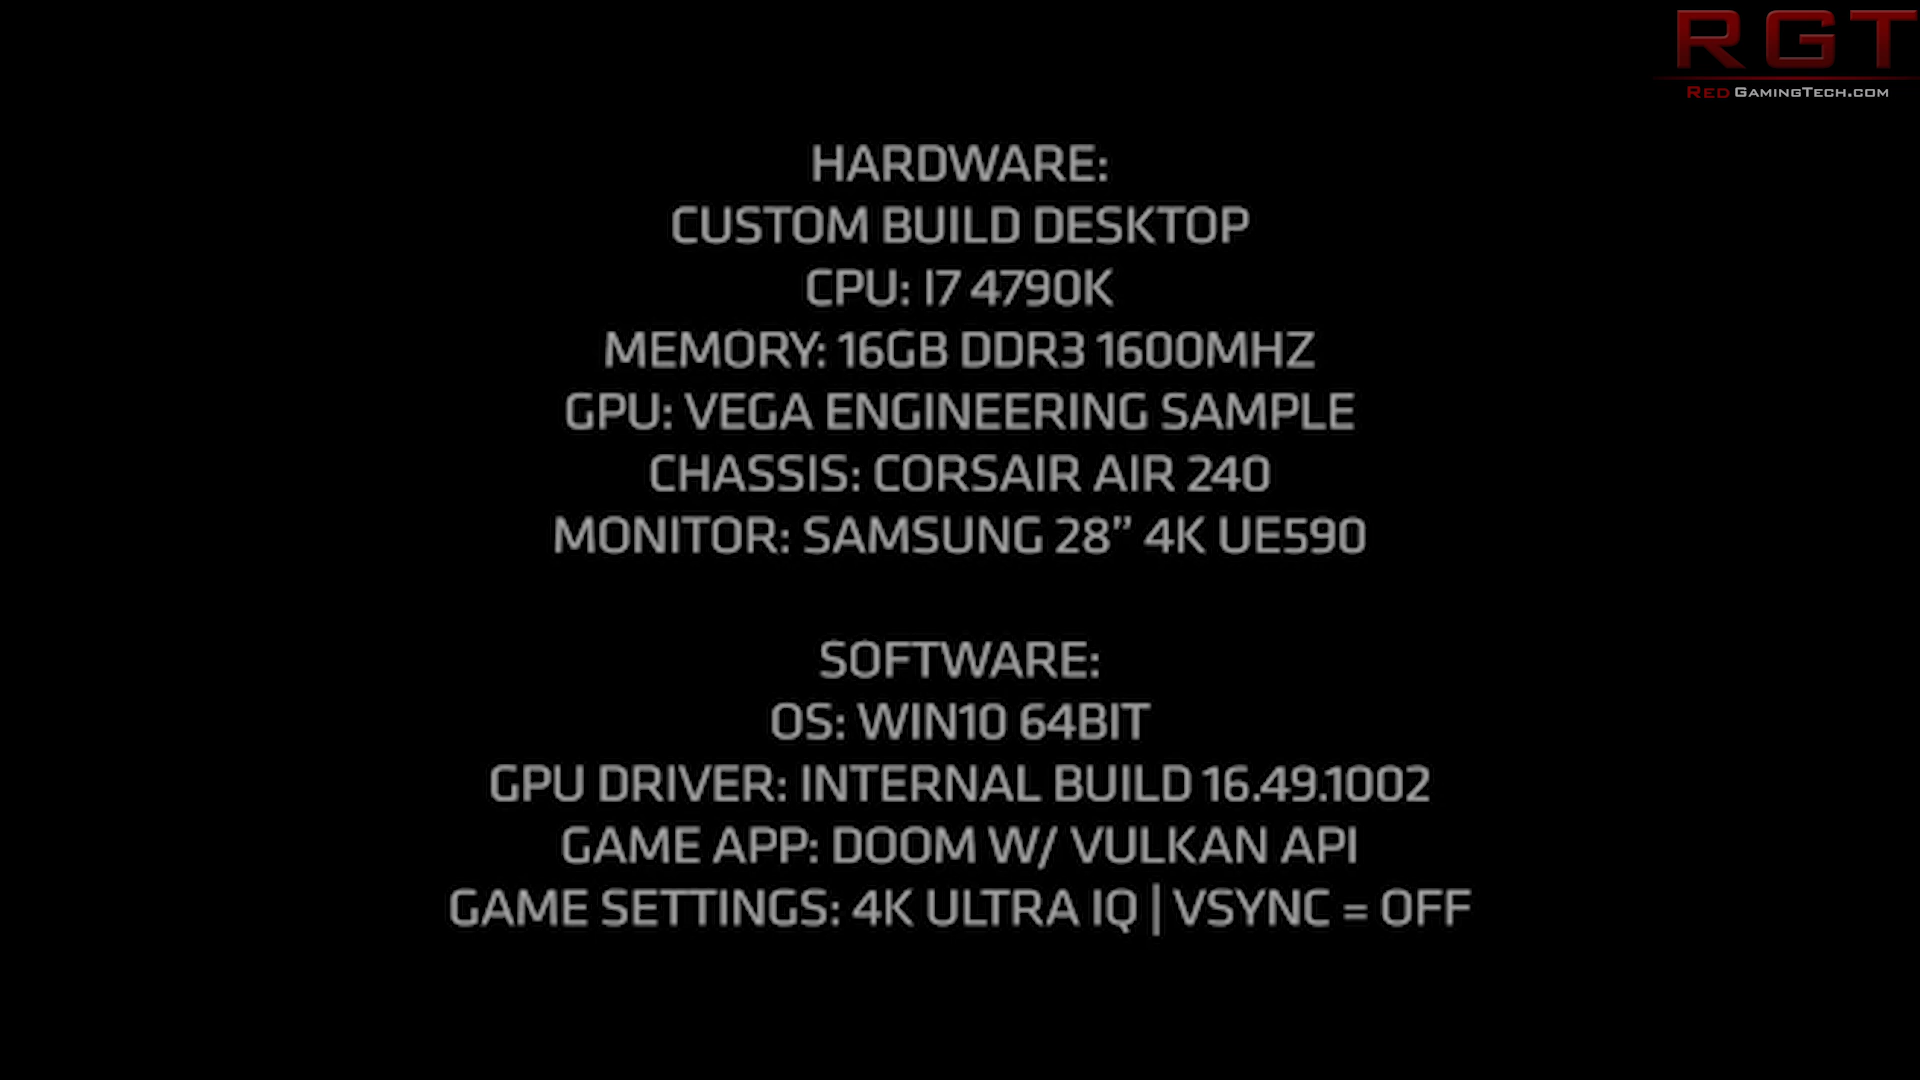 RGT
RED GAMINGTECH.COM
HARDWARE:
CUSTOM BUILD DESKTOP
CPU: I7 4790K
MEMORY: 16GB DDR3 1600MHZ
GPU: VEGA ENGINEERING SAMPLE
CHASSIS: CORSAIR AIR 240
MONITOR: SAMSUNG 28” 4K UE590
SOFTWARE:
OS: WIN10 64BIT
GPU DRIVER: INTERNAL BUILD 16.49.1002
GAME APP: DOOM W/ VULKAN API
GAME SETTINGS: 4K ULTRA IQ | VSYNC = OFF